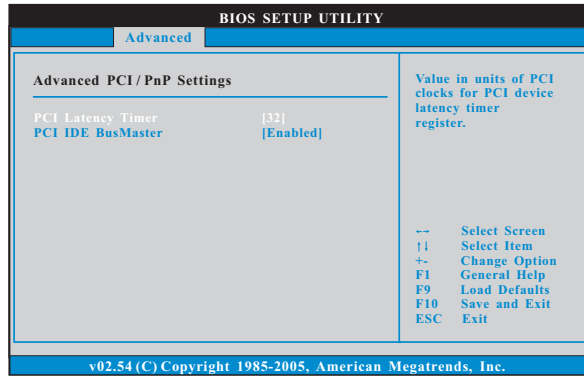 BIOS SETUP UTILITY
Advanced
Advanced PCI / PnP Settings
PCI Latency Timer [32]
PCI IDE BusMaster [Enabled]
Value in units of PCI
clocks for PCI device
latency timer
register.
←→ Select Screen
↑↓ Select Item
+- Change Option
F1 General Help
F9 Load Defaults
F10 Save and Exit
ESC Exit
v02.54 (C) Copyright 1985-2005, American Megatrends, Inc.